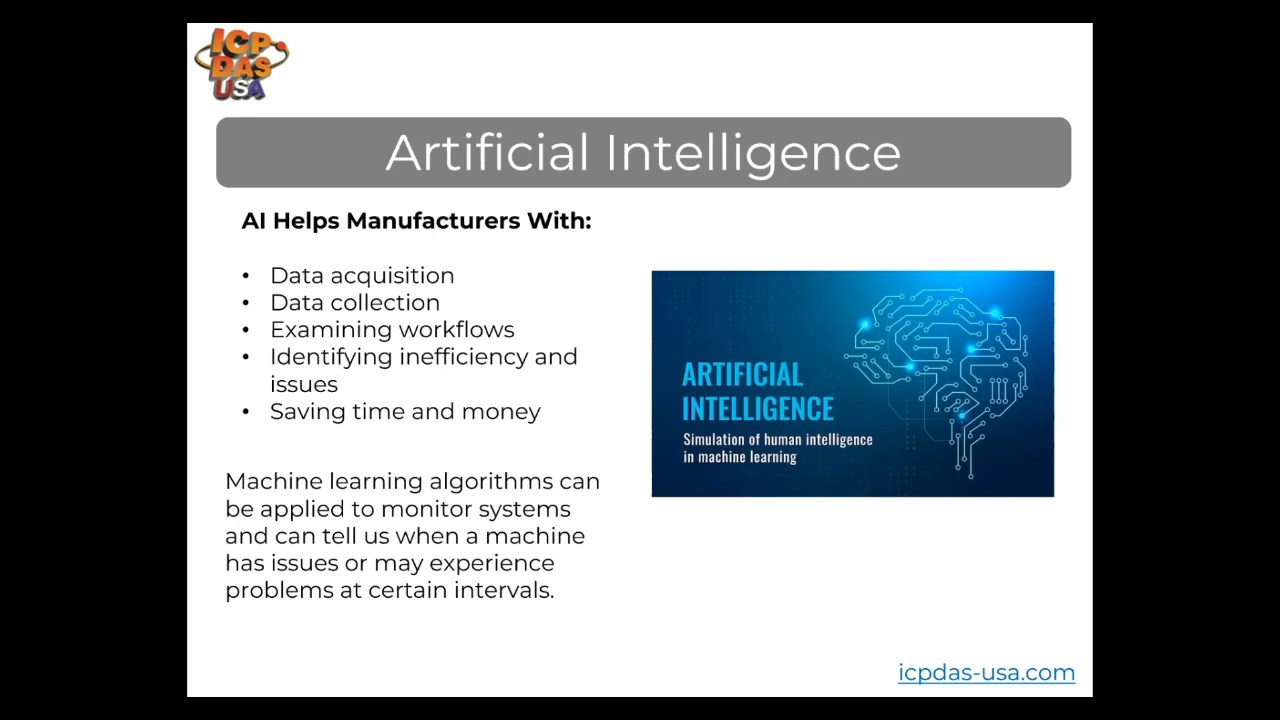 ICP
DAS
USA
Artificial Intelligence
AI Helps Manufacturers With:
• Data acquisition
• Data collection
• Examining workflows
• Identifying inefficiency and
issues
• Saving time and money
Machine learning algorithms can
be applied to monitor systems
and can tell us when a machine
has issues or may experience
problems at certain intervals.
ARTIFICIAL
INTELLIGENCE
Simulation of human intelligence
in machine learning
icpdas-usa.com